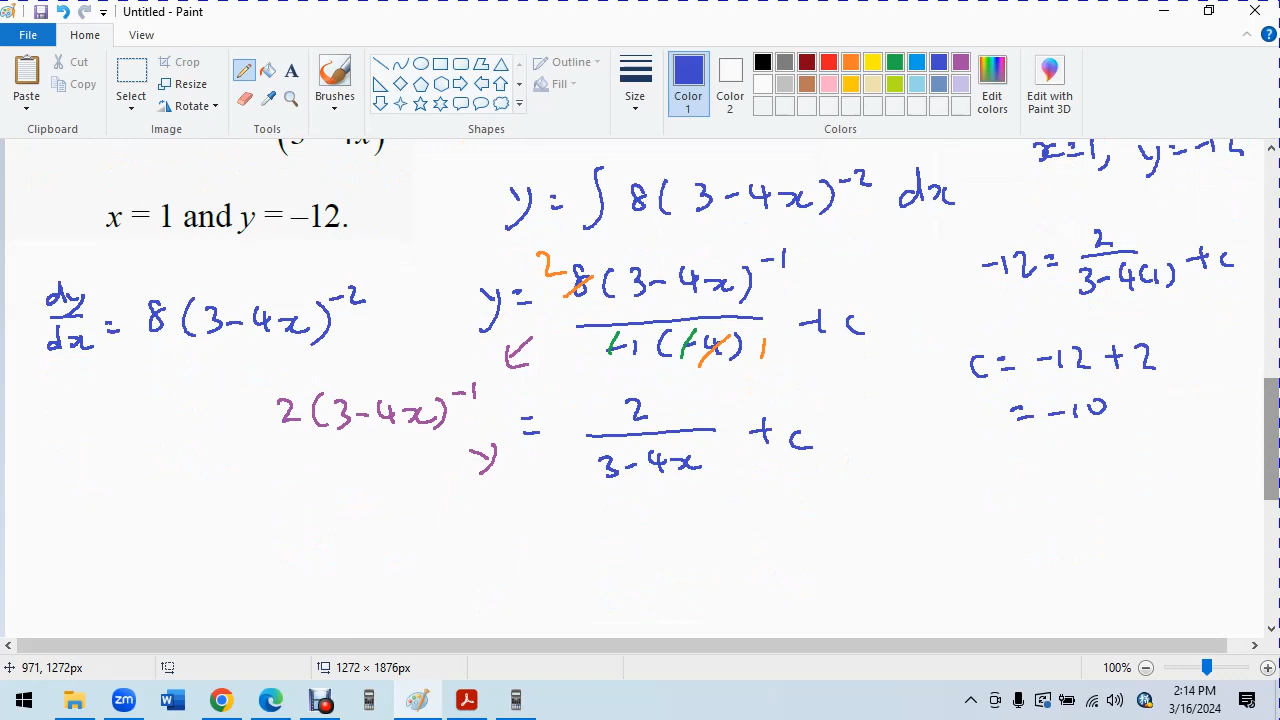 Untitled - Paint
File Home View
Paste Cut Copy Clipboard
Select Crop Resize Rotate Image
Tools
Brushes
Outline Fill Shapes
Size
Color 1 Color 2 Edit colors Colors
Edit with Paint 3D
x=1, y=-12
x = 1 and y = –12.
y = ∫ 8(3-4x)^-2 dx
dy/dx = 8(3-4x)^-2
y = 2 8(3-4x)^-1 / -1(-4) 1 + c
2(3-4x)^-1
y = 2/(3-4x) + c
-12 = 2/(3-4(1)) + c
c = -12 + 2
= -10
971, 1272px
1272 × 1876px
100%
zm W
2:14 PM
3/16/2024